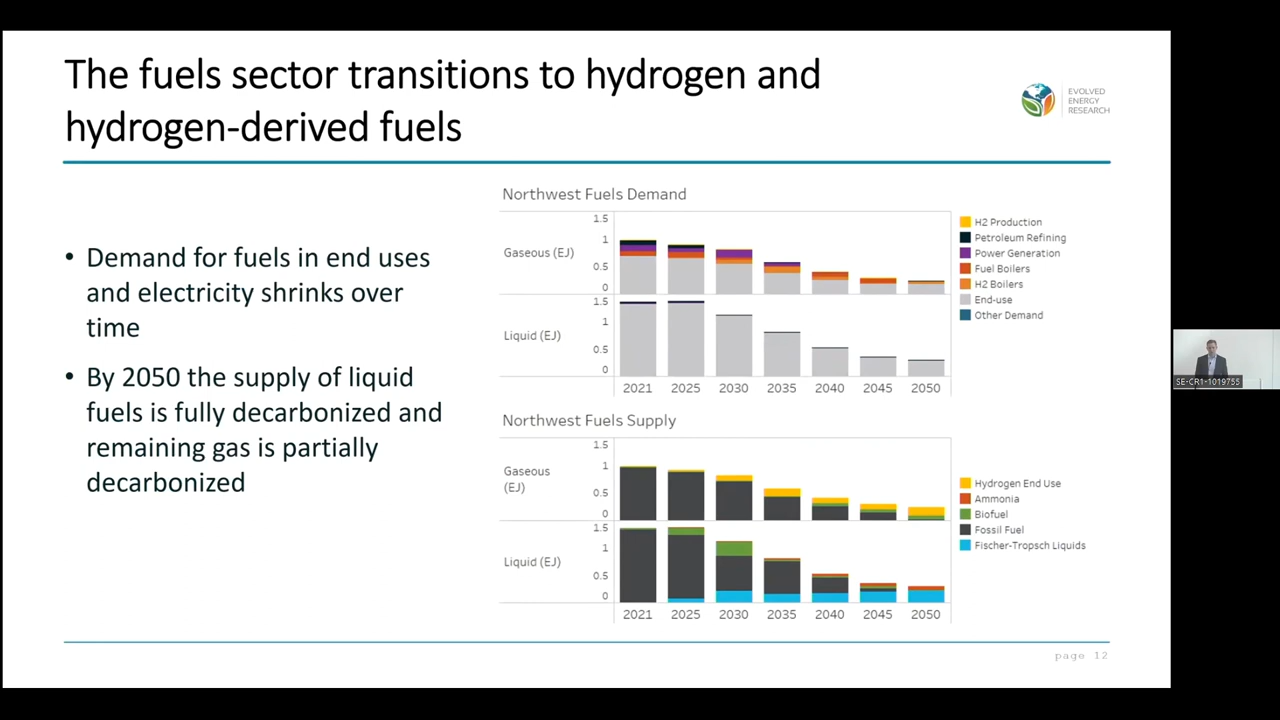 The fuels sector transitions to hydrogen and
hydrogen-derived fuels
EVOLVED
ENERGY
RESEARCH
• Demand for fuels in end uses
and electricity shrinks over
time
• By 2050 the supply of liquid
fuels is fully decarbonized and
remaining gas is partially
decarbonized
Northwest Fuels Demand
Gaseous (EJ)
1.5
1
0.5
0
Liquid (EJ)
1.5
1
0.5
0
2021 2025 2030 2035 2040 2045 2050
H2 Production
Petroleum Refining
Power Generation
Fuel Boilers
H2 Boilers
End-use
Other Demand
Northwest Fuels Supply
Gaseous
(EJ)
1.5
1
0.5
0
Liquid (EJ)
1.5
1
0.5
0
2021 2025 2030 2035 2040 2045 2050
Hydrogen End Use
Ammonia
Biofuel
Fossil Fuel
Fischer-Tropsch Liquids
page 12
SE-CR1-1019755